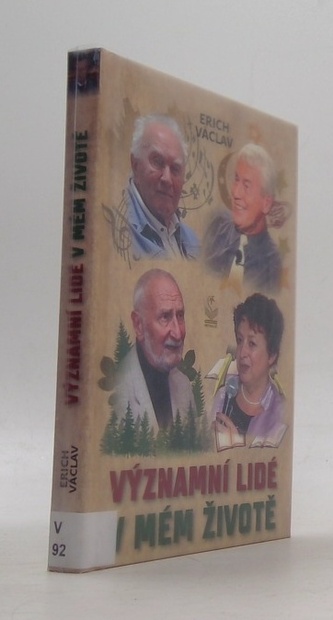 ERICH
VÁCLAV
VÝZNAMNÍ LIDÉ
V MÉM ŽIVOTĚ
VÝZNAMNÍ LIDÉ V MÉM ŽIVOTĚ
ERICH
VÁCLAV
V
92